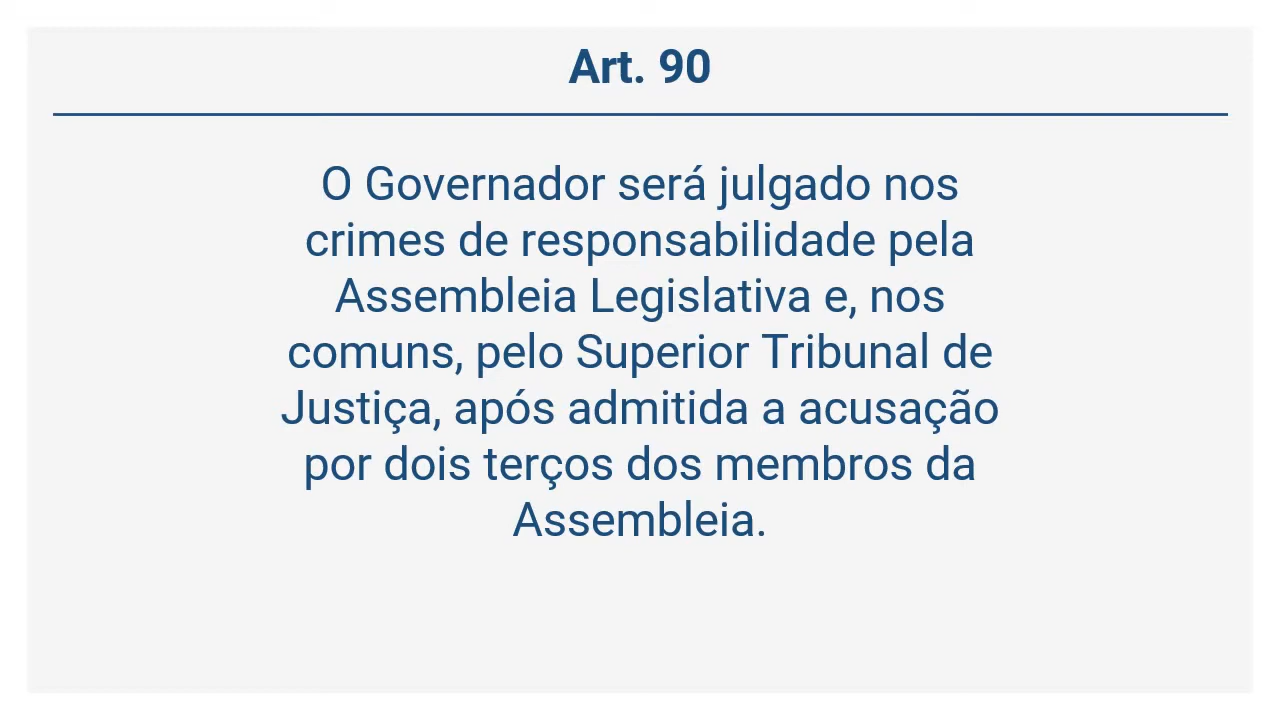 Art. 90
O Governador será julgado nos
crimes de responsabilidade pela
Assembleia Legislativa e, nos
comuns, pelo Superior Tribunal de
Justiça, após admitida a acusação
por dois terços dos membros da
Assembleia.